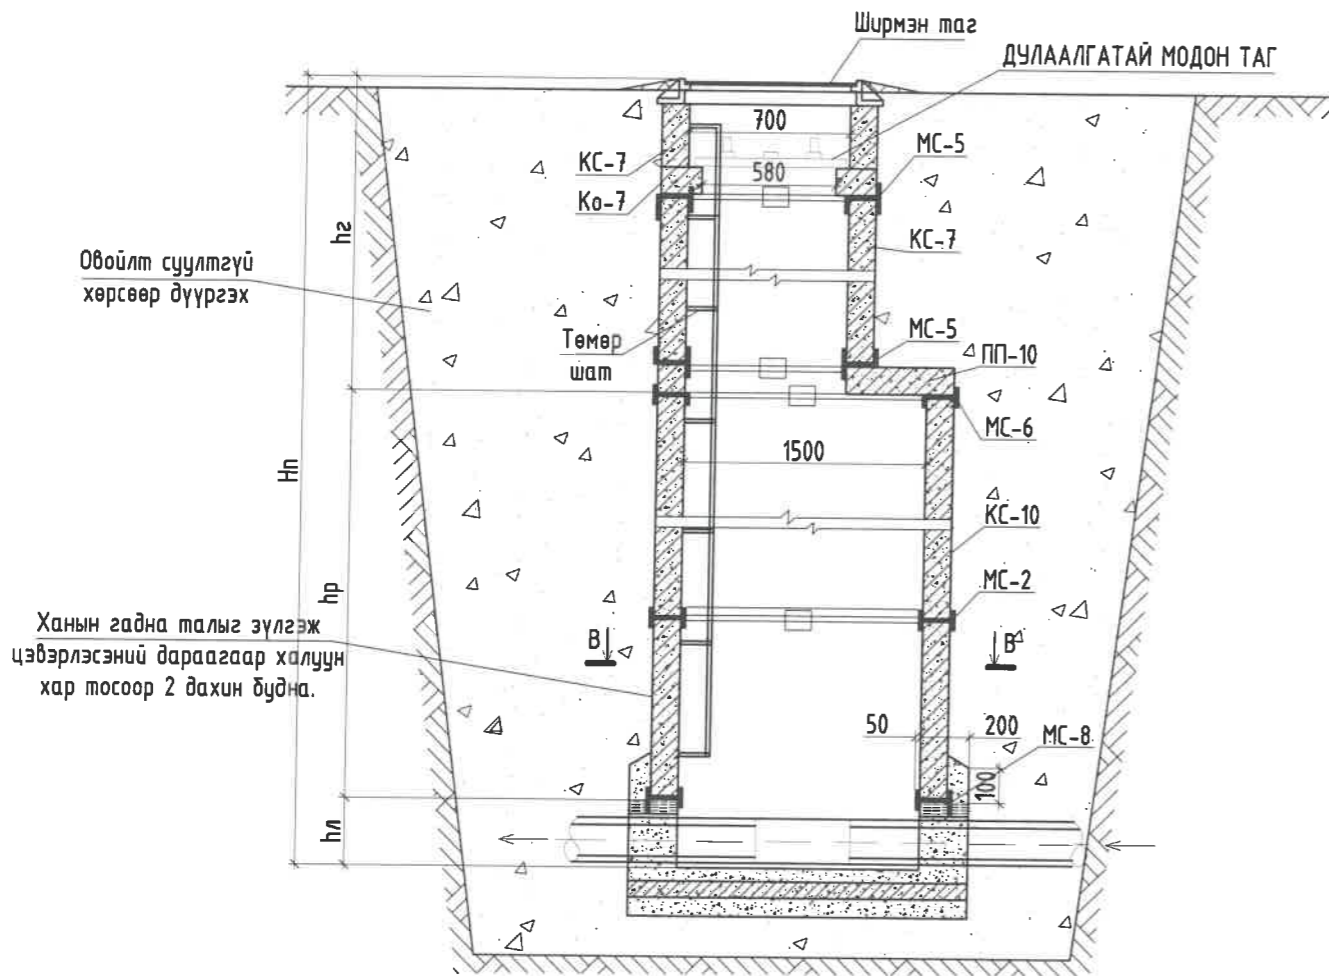 Ширмэн таг
ДУЛААЛГАТАЙ МОДОН ТАГ
700
МС-5
КС-7
580
Ко-7
hг
КС-7
Овойлт суултгүй
хөрсөөр дүүргэх
МС-5
Төмөр
шат
ПП-10
МС-6
1500
Нп
КС-10
hр
МС-2
Ханын гадна талыг зүлгэж
цэвэрлэсэний дараагаар халуун
хар тосоор 2 дахин будна.
В
В
50
200
МС-8
100
hл